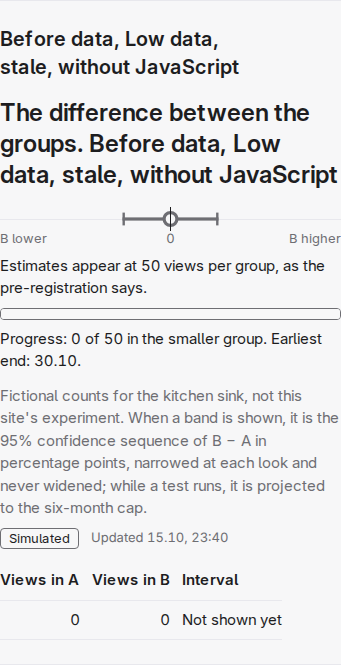 Before data, Low data,
stale, without JavaScript
The difference between the
groups. Before data, Low
data, stale, without JavaScript
B lower 0 B higher
Estimates appear at 50 views per group, as the
pre-registration says.
Progress: 0 of 50 in the smaller group. Earliest
end: 30.10.
Fictional counts for the kitchen sink, not this
site's experiment. When a band is shown, it is the
95% confidence sequence of B − A in
percentage points, narrowed at each look and
never widened; while a test runs, it is projected
to the six-month cap.
Simulated Updated 15.10, 23:40
Views in A Views in B Interval
0 0 Not shown yet